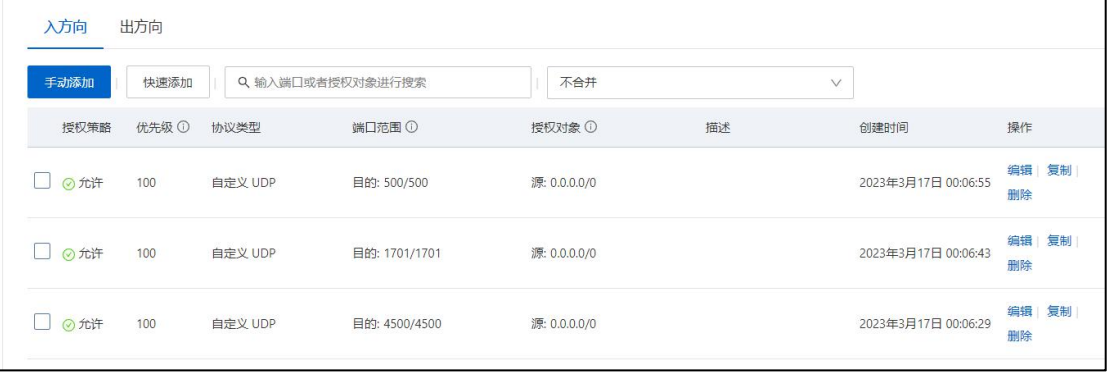 入方向 出方向
手动添加 快速添加 输入端口或者授权对象进行搜索 不合并
授权策略 优先级 协议类型 端口范围 授权对象 描述 创建时间 操作
允许 100 自定义 UDP 目的: 500/500 源: 0.0.0.0/0 2023年3月17日 00:06:55 编辑 复制
删除
允许 100 自定义 UDP 目的: 1701/1701 源: 0.0.0.0/0 2023年3月17日 00:06:43 编辑 复制
删除
允许 100 自定义 UDP 目的: 4500/4500 源: 0.0.0.0/0 2023年3月17日 00:06:29 编辑 复制
删除